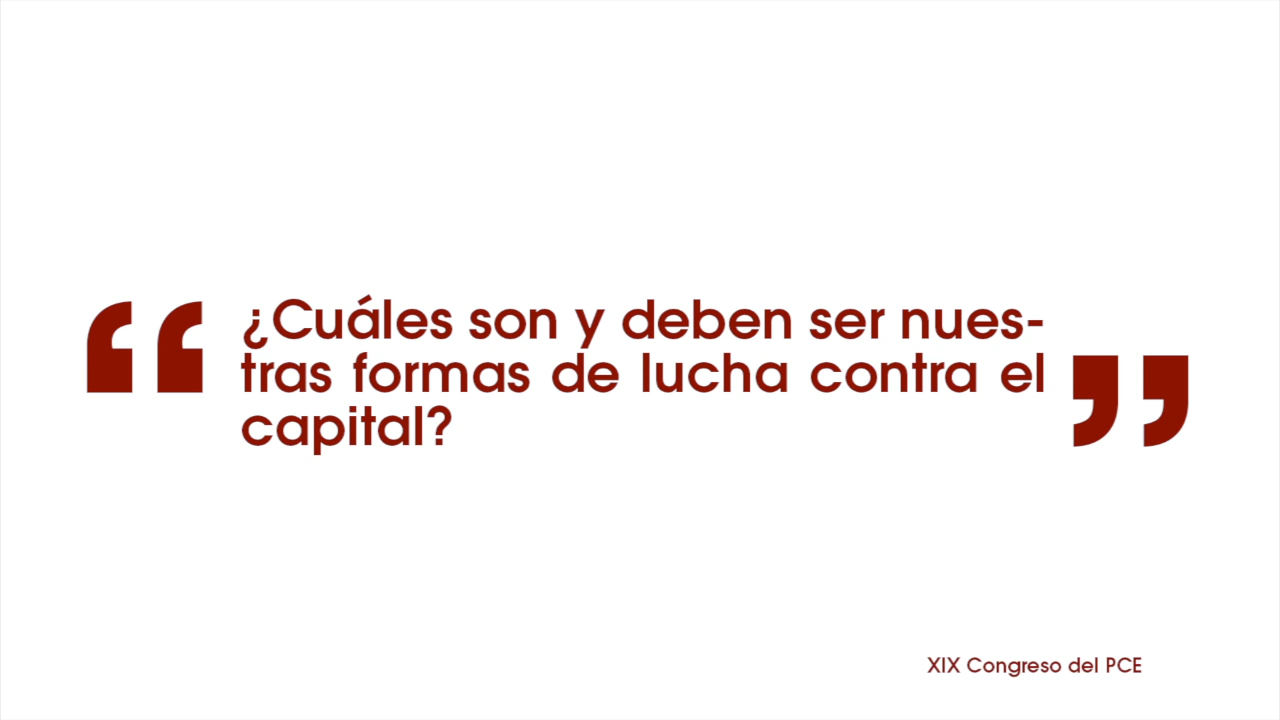 “¿Cuáles son y deben ser nues-
tras formas de lucha contra el
capital?”
XIX Congreso del PCE